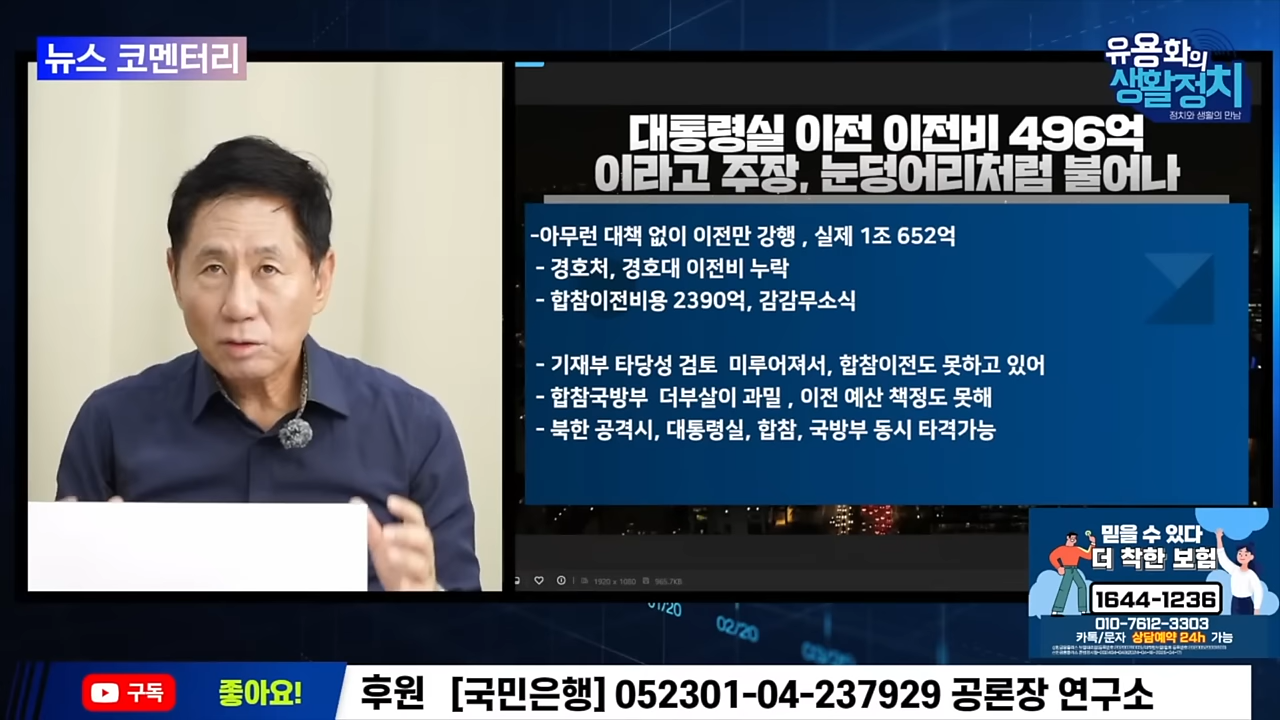 뉴스 코멘터리
유용화의
생활정치
정치와 생활의 만남
대통령실 이전 이전비 496억
이라고 주장, 눈덩어리처럼 불어나
-아무런 대책 없이 이전만 강행 , 실제 1조 652억
- 경호처, 경호대 이전비 누락
- 합참이전비용 2390억, 감감무소식
- 기재부 타당성 검토 미루어져서, 합참이전도 못하고 있어
- 합참국방부 더부살이 과밀 , 이전 예산 책정도 못해
- 북한 공격시, 대통령실, 합참, 국방부 동시 타격가능
1920 x 1080 965.7KB
01/20
02/20
믿을 수 있다
더 착한 보험
1644-1236
010-7612-3303
카톡/문자 상담예약 24h 가능
구독
좋아요!
후원 [국민은행] 052301-04-237929 공론장 연구소